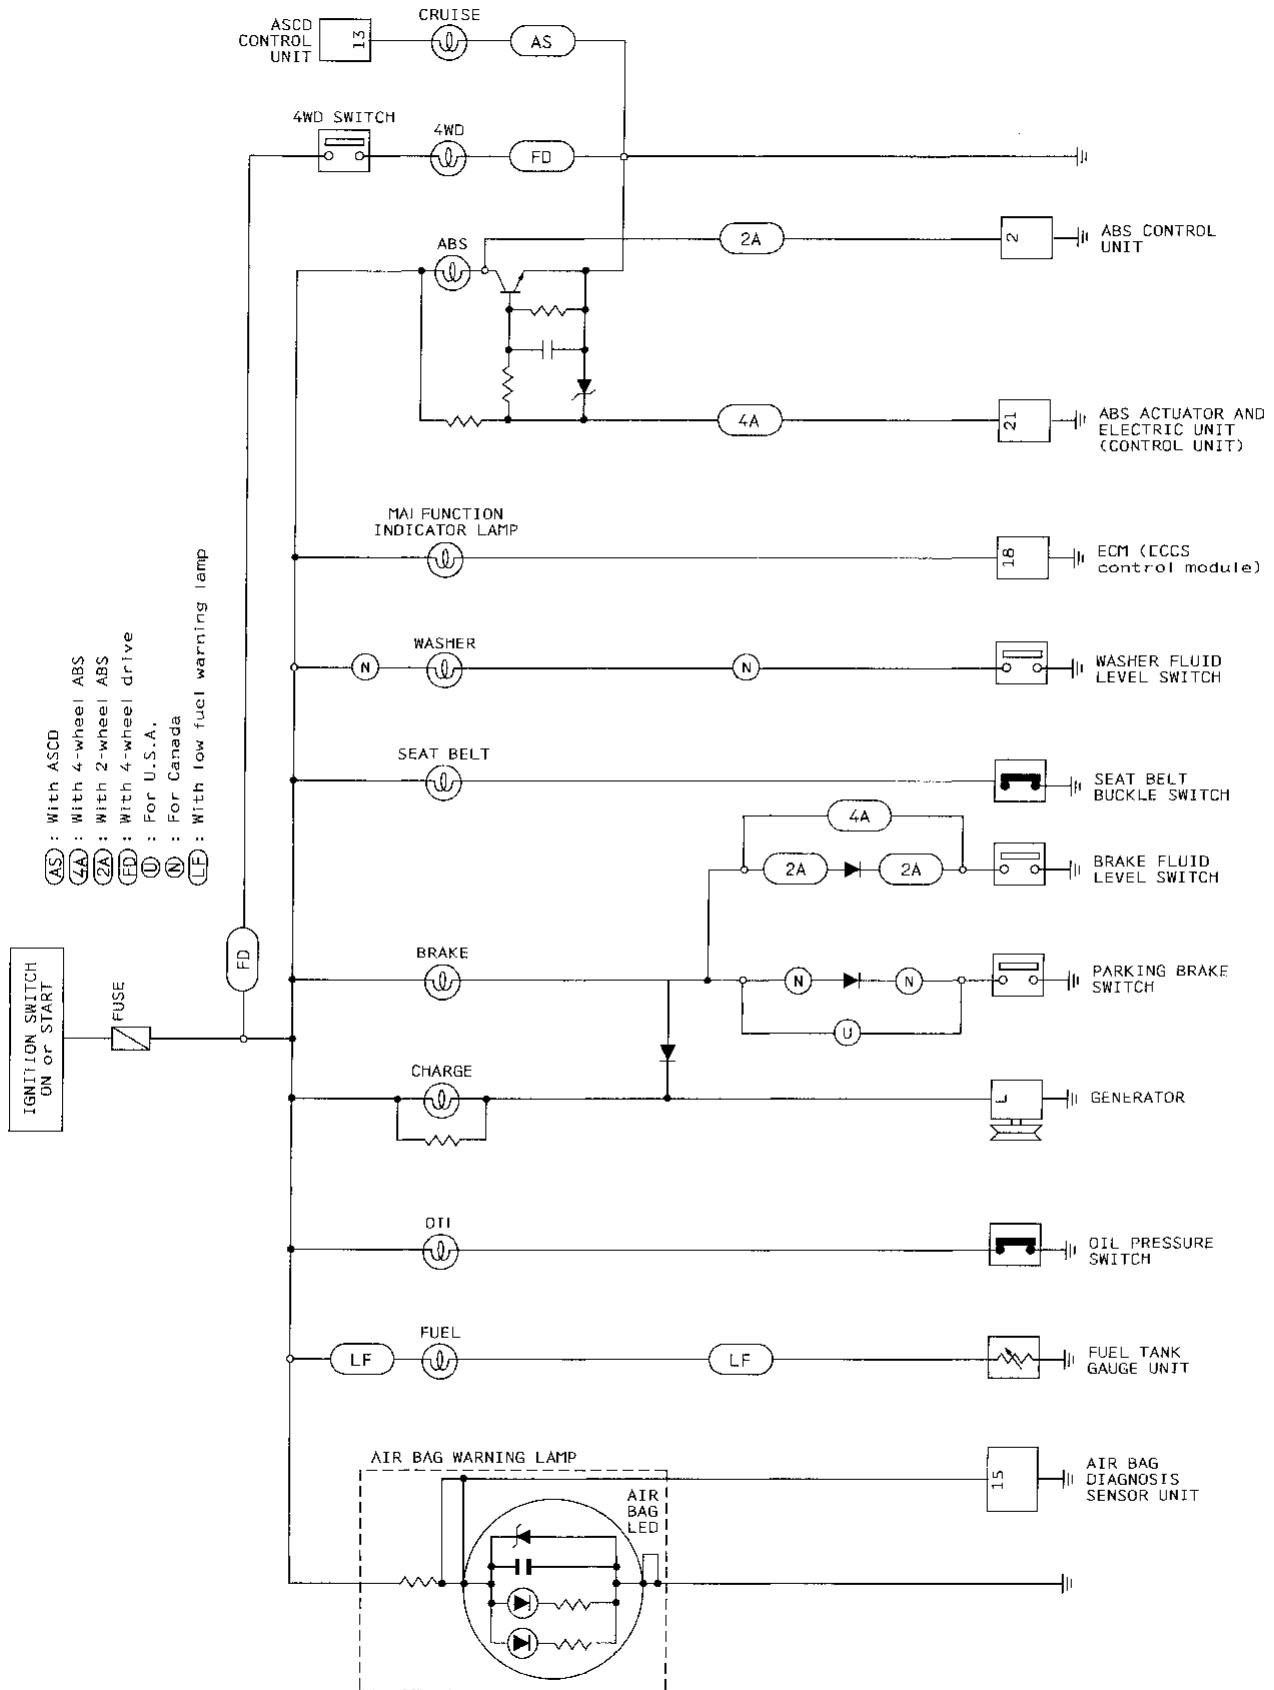 CRUISE
ASCD
CONTROL
UNIT
13
AS
4WD SWITCH
4WD
FD
ABS
2A
2
ABS CONTROL
UNIT
4A
21
ABS ACTUATOR AND
ELECTRIC UNIT
(CONTROL UNIT)
MALFUNCTION
INDICATOR LAMP
18
ECM (ECCS
control module)
WASHER
N
N
WASHER FLUID
LEVEL SWITCH
SEAT BELT
SEAT BELT
BUCKLE SWITCH
4A
2A
2A
BRAKE FLUID
LEVEL SWITCH
AS : With ASCD
4A : With 4-wheel ABS
2A : With 2-wheel ABS
FD : With 4-wheel drive
U : For U.S.A.
N : For Canada
LF : With low fuel warning lamp
FD
BRAKE
N
N
PARKING BRAKE
SWITCH
U
IGNITION SWITCH
ON or START
FUSE
CHARGE
L
GENERATOR
OIL
OIL PRESSURE
SWITCH
FUEL
LF
LF
FUEL TANK
GAUGE UNIT
AIR BAG WARNING LAMP
AIR
BAG
LED
15
AIR BAG
DIAGNOSIS
SENSOR UNIT